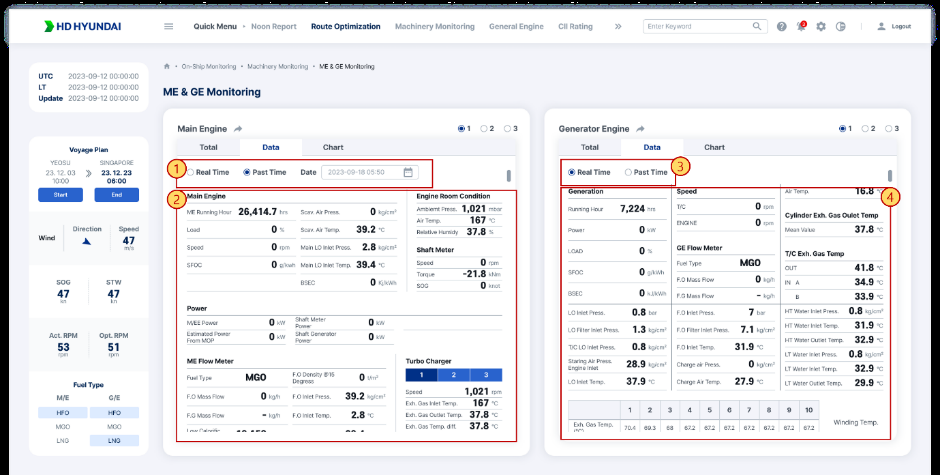 HD HYUNDAI
Quick Menu
Noon Report
Route Optimization
Machinery Monitoring
General Engine
CII Rating
Enter Keyword
Logout
UTC 2023-09-12 00:00:00
LT 2023-09-12 00:00:00
Update 2023-09-12 00:00:00
On-Ship Monitoring • Machinery Monitoring • ME & GE Monitoring
ME & GE Monitoring
Voyage Plan
YEOSU
23. 12. 03
10:00
SINGAPORE
23. 12. 23
06:00
Start
End
Wind
Direction
Speed
47
m/s
SOG
47
kn
STW
47
kn
Act. RPM
53
rpm
Opt. RPM
51
rpm
Fuel Type
M/E G/E
HFO HFO
MGO MGO
LNG LNG
Main Engine
1 2 3
Total Data Chart
1
Real Time Past Time Date 2023-09-18 05:50
2
Main Engine
ME Running Hour 26,414.7 hrs
Load 0 %
Speed 0 rpm
SFOC 0 g/kwh
Scav. Air Press. 0 kg/cm²
Scav. Air Temp. 39.2 °C
Main LO Inlet Press. 2.8 kg/cm²
Main LO Inlet Temp. 39.4 °C
BSEC 0 Kj/kWh
Engine Room Condition
Ambient Press. 1,021 mbar
Air Temp. 167 °C
Relative Humidy 37.8 %
Shaft Meter
Speed 0 rpm
Torque -21.8 kNm
SOG 0 knot
Power
M/EE Power 0 kW
Estimated Power From MOP 0 kW
Shaft Meter Power 0 kW
Shaft Generator Power 0 kW
ME Flow Meter
Fuel Type MGO
F.O Mass Flow 0 kg/h
F.G Mass Flow - kg/h
F.O Density @15 Degress 0 t/m³
F.O Inlet Press. 39.2 kg/cm²
F.O Inlet Temp. 2.8 °C
Turbo Charger
1 2 3
Speed 1,021 rpm
Exh. Gas Inlet Temp. 167 °C
Exh. Gas Outlet Temp. 37.8 °C
Exh. Gas Temp. diff. 37.8 °C
Generator Engine
1 2 3
Total Data Chart
Real Time Past Time
3
4
Generation
Running Hour 7,224 hrs
Power 0 kW
LOAD 0 %
SFOC 0 g/kWh
BSEC 0 kJ/kWh
LO Inlet Press. 0.8 bar
LO Filter Inlet Press. 1.3 kg/cm²
T/C LO Inlet Press. 0.8 kg/cm²
Staring Air Press. Engine Inlet 28.9 kg/cm²
LO Inlet Temp. 37.9 °C
Speed
T/C 0 rpm
ENGINE 0 rpm
GE Flow Meter
Fuel Type MGO
F.O Mass Flow 0 kg/h
F.G Mass Flow - kg/h
F.O Inlet Press. 7 bar
F.O Filter Inlet Press. 7.1 kg/cm²
F.O Inlet Temp. 31.9 °C
Charge air Press. 0 kg/cm²
Charge Air Temp. 27.9 °C
Air Temp. 16.8 °C
Cylinder Exh. Gas Oulet Temp
Mean Value 37.8 °C
T/C Exh. Gas Temp
OUT 41.8 °C
IN A 34.9 °C
B 33.9 °C
HT Water Inlet Press. 0.8 kg/cm²
HT Water Inlet Temp. 31.9 °C
HT Water Outlet Temp. 32.9 °C
LT Water Inlet Press. 0.8 kg/cm²
LT Water Inlet Temp. 32.9 °C
LT Water Outlet Temp. 29.9 °C
1 2 3 4 5 6 7 8 9 10
Exh. Gas Temp. (°C) 70.4 69.3 68 67.2 67.2 67.2 67.2 67.2 67.2 67.2
Winding Temp.